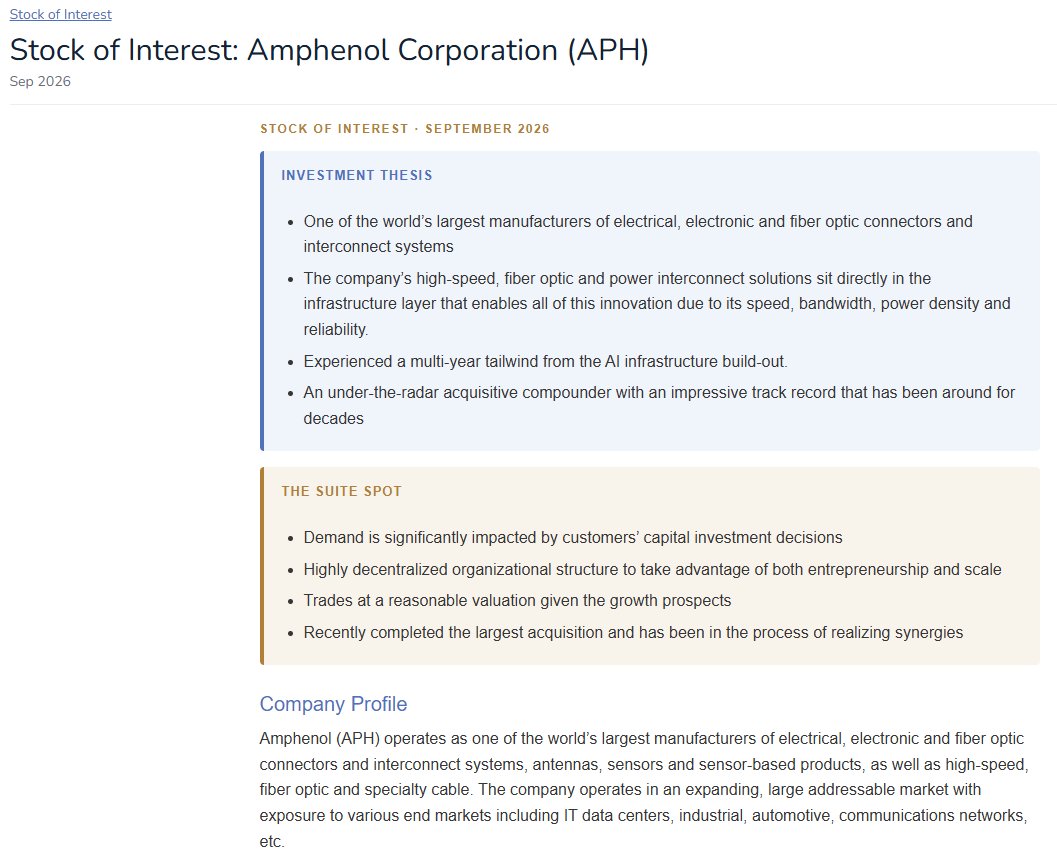 Stock of Interest
Stock of Interest: Amphenol Corporation (APH)
Sep 2026
STOCK OF INTEREST · SEPTEMBER 2026
INVESTMENT THESIS
• One of the world’s largest manufacturers of electrical, electronic and fiber optic connectors and
interconnect systems
• The company’s high-speed, fiber optic and power interconnect solutions sit directly in the
infrastructure layer that enables all of this innovation due to its speed, bandwidth, power density and
reliability.
• Experienced a multi-year tailwind from the AI infrastructure build-out.
• An under-the-radar acquisitive compounder with an impressive track record that has been around for
decades
THE SUITE SPOT
• Demand is significantly impacted by customers’ capital investment decisions
• Highly decentralized organizational structure to take advantage of both entrepreneurship and scale
• Trades at a reasonable valuation given the growth prospects
• Recently completed the largest acquisition and has been in the process of realizing synergies
Company Profile
Amphenol (APH) operates as one of the world’s largest manufacturers of electrical, electronic and fiber optic
connectors and interconnect systems, antennas, sensors and sensor-based products, as well as high-speed,
fiber optic and specialty cable. The company operates in an expanding, large addressable market with
exposure to various end markets including IT data centers, industrial, automotive, communications networks,
etc.